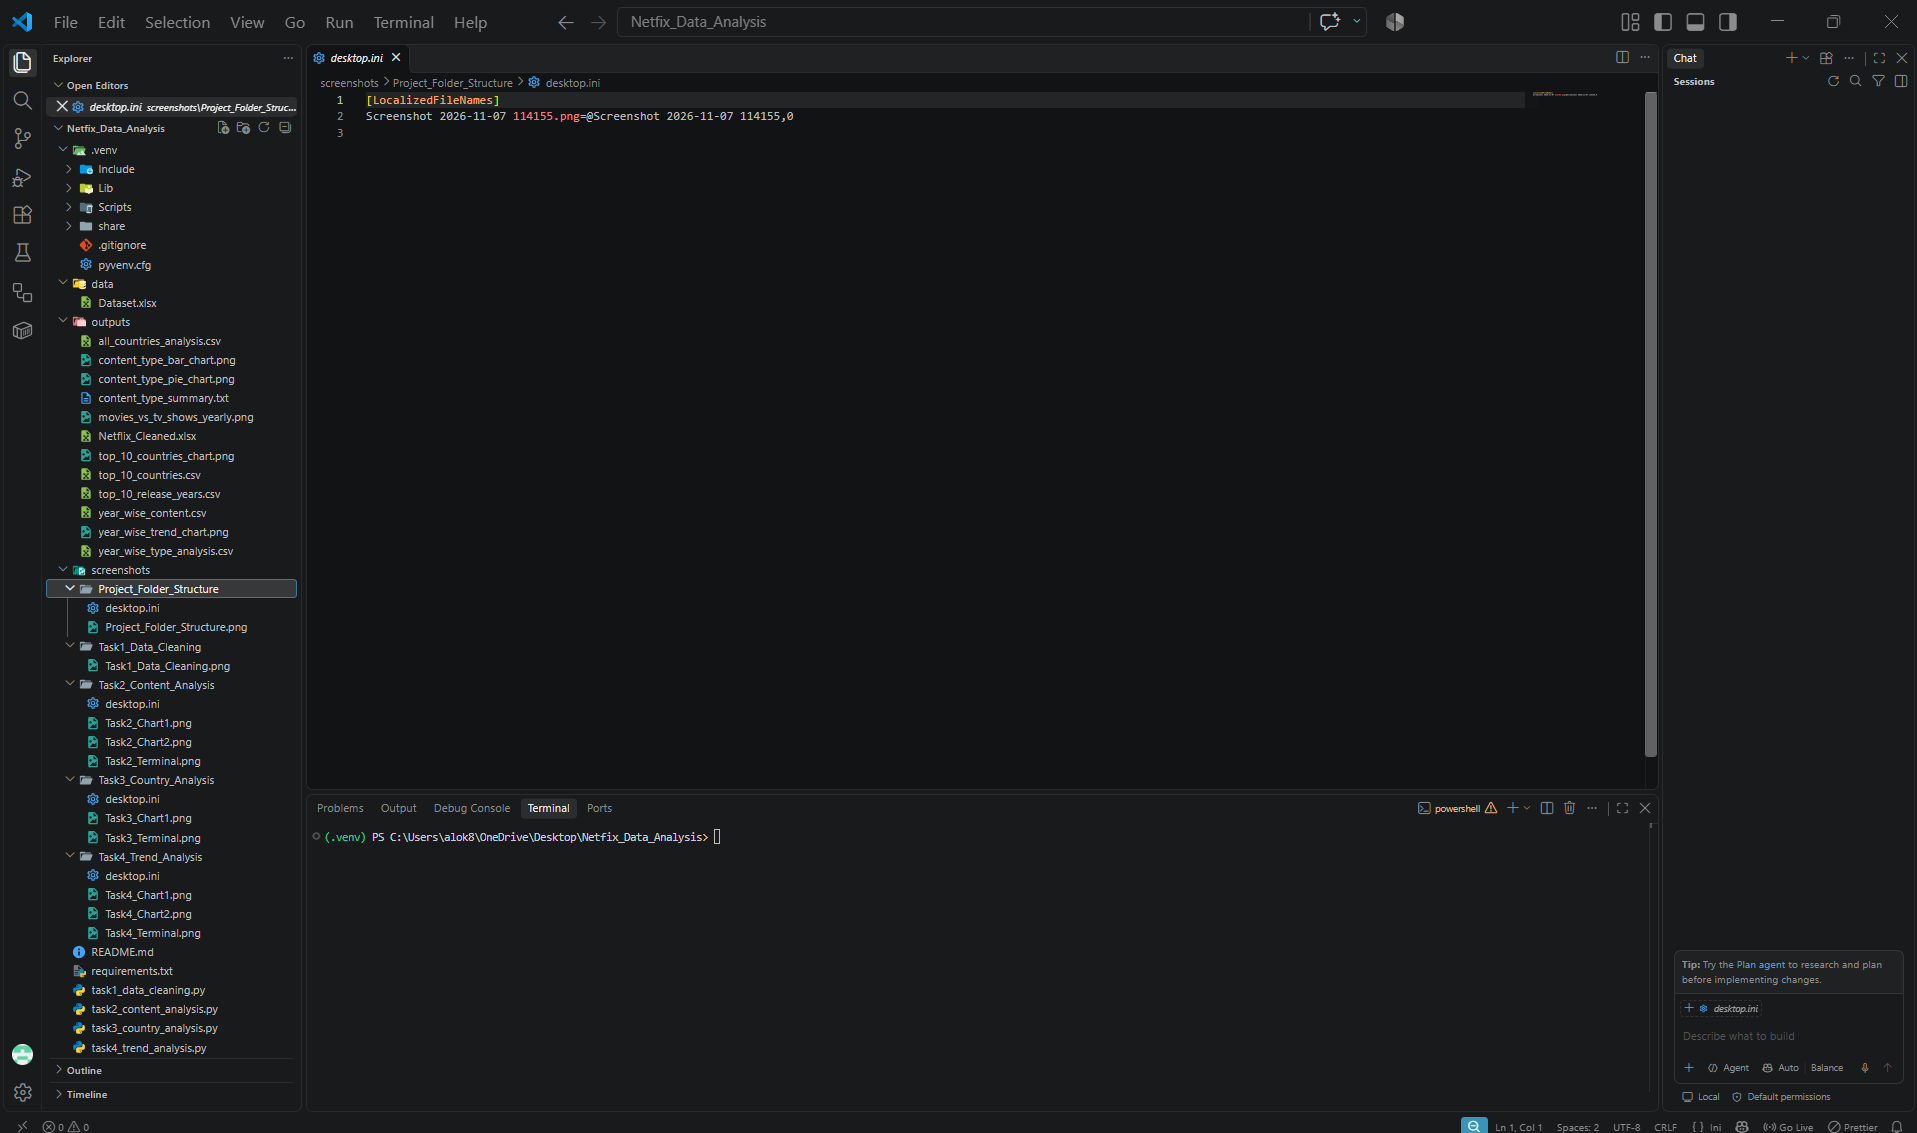 File Edit Selection View Go Run Terminal Help
Netfix_Data_Analysis
Explorer
Open Editors
desktop.ini screenshots\Project_Folder_Struc...
Netfix_Data_Analysis
.venv
Include
Lib
Scripts
share
.gitignore
pyvenv.cfg
data
Dataset.xlsx
outputs
all_countries_analysis.csv
content_type_bar_chart.png
content_type_pie_chart.png
content_type_summary.txt
movies_vs_tv_shows_yearly.png
Netflix_Cleaned.xlsx
top_10_countries_chart.png
top_10_countries.csv
top_10_release_years.csv
year_wise_content.csv
year_wise_trend_chart.png
year_wise_type_analysis.csv
screenshots
Project_Folder_Structure
desktop.ini
Project_Folder_Structure.png
Task1_Data_Cleaning
Task1_Data_Cleaning.png
Task2_Content_Analysis
desktop.ini
Task2_Chart1.png
Task2_Chart2.png
Task2_Terminal.png
Task3_Country_Analysis
desktop.ini
Task3_Chart1.png
Task3_Terminal.png
Task4_Trend_Analysis
desktop.ini
Task4_Chart1.png
Task4_Chart2.png
Task4_Terminal.png
README.md
requirements.txt
task1_data_cleaning.py
task2_content_analysis.py
task3_country_analysis.py
task4_trend_analysis.py
Outline
Timeline
desktop.ini
screenshots > Project_Folder_Structure > desktop.ini
1 [LocalizedFileNames]
2 Screenshot 2026-11-07 114155.png=@Screenshot 2026-11-07 114155,0
3
Problems Output Debug Console Terminal Ports
powershell
(.venv) PS C:\Users\alok8\OneDrive\Desktop\Netfix_Data_Analysis>
Chat
Sessions
Tip: Try the Plan agent to research and plan
before implementing changes.
desktop.ini
Describe what to build
Agent Auto Balance
Local Default permissions
0 0
Ln 1, Col 1 Spaces: 2 UTF-8 CRLF { } Ini Go Live Prettier